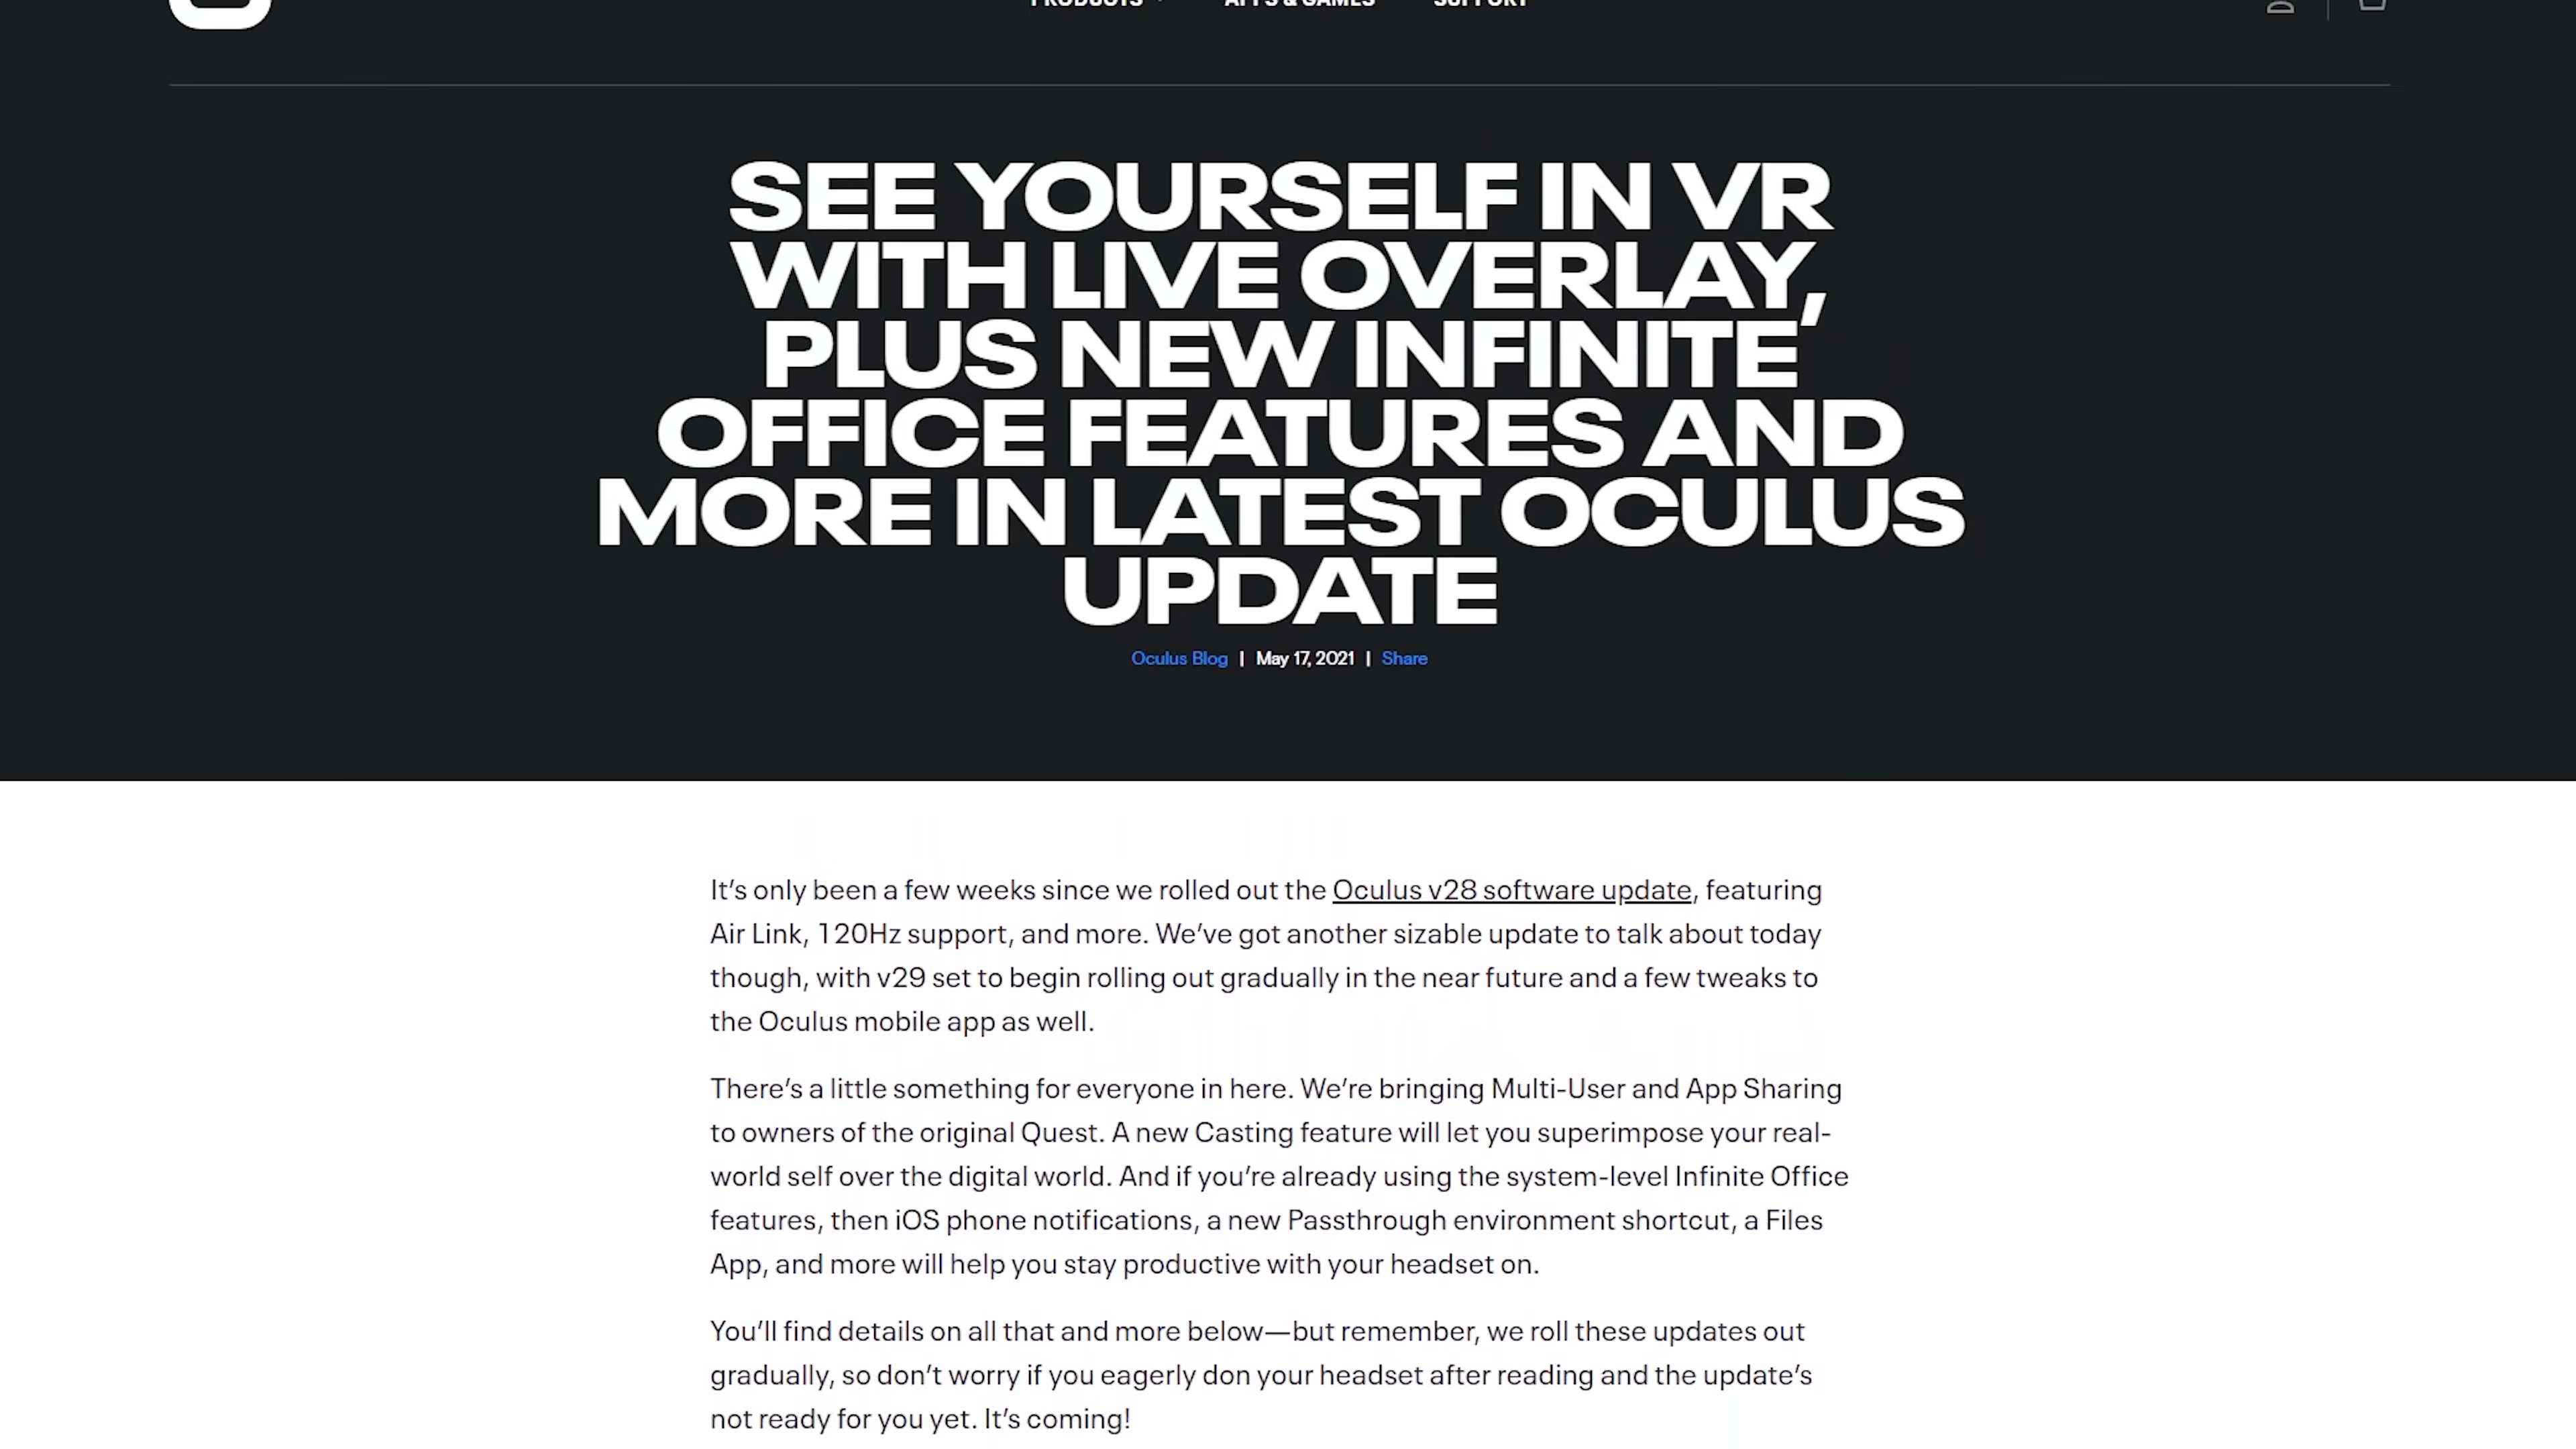 PRODUCTS APPS & GAMES SUPPORT
SEE YOURSELF IN VR
WITH LIVE OVERLAY,
PLUS NEW INFINITE
OFFICE FEATURES AND
MORE IN LATEST OCULUS
UPDATE
Oculus Blog | May 17, 2021 | Share
It's only been a few weeks since we rolled out the Oculus v28 software update, featuring
Air Link, 120Hz support, and more. We've got another sizable update to talk about today
though, with v29 set to begin rolling out gradually in the near future and a few tweaks to
the Oculus mobile app as well.
There's a little something for everyone in here. We're bringing Multi-User and App Sharing
to owners of the original Quest. A new Casting feature will let you superimpose your real-
world self over the digital world. And if you're already using the system-level Infinite Office
features, then iOS phone notifications, a new Passthrough environment shortcut, a Files
App, and more will help you stay productive with your headset on.
You'll find details on all that and more below—but remember, we roll these updates out
gradually, so don't worry if you eagerly don your headset after reading and the update's
not ready for you yet. It's coming!